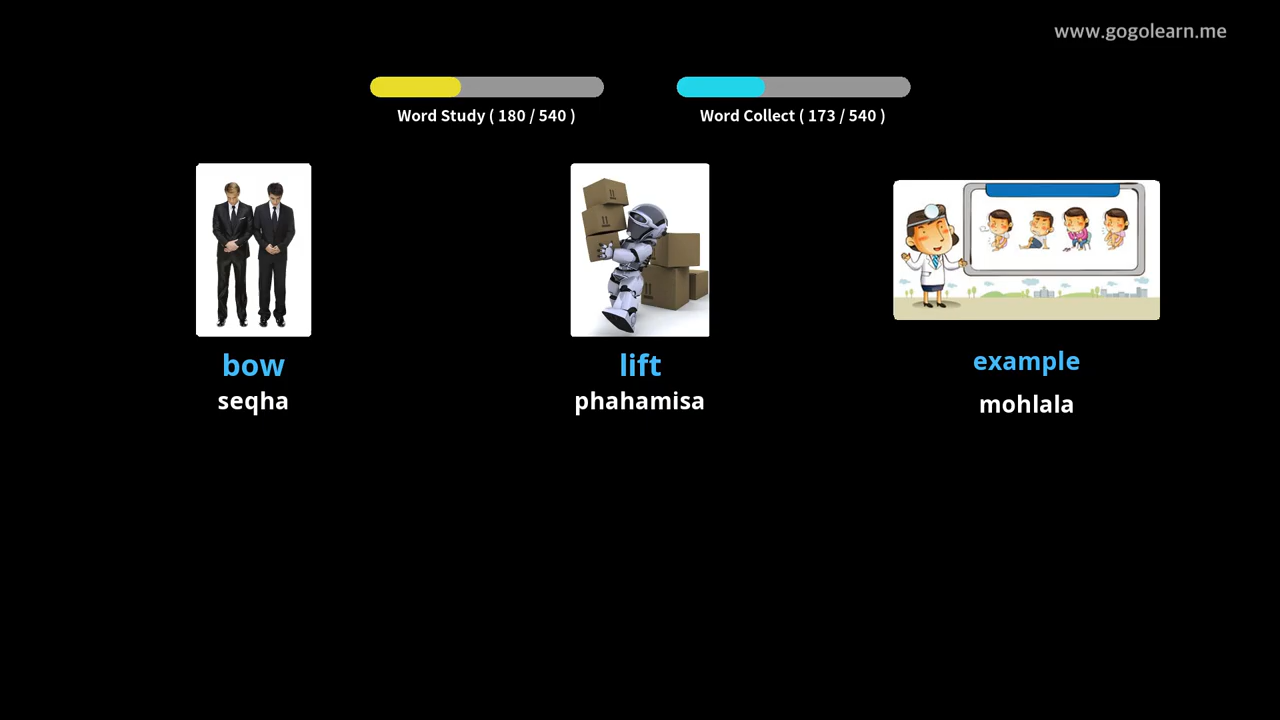 www.gogolearn.me
Word Study ( 180 / 540 )
Word Collect ( 173 / 540 )
bow
seqha
lift
phahamisa
example
mohlala